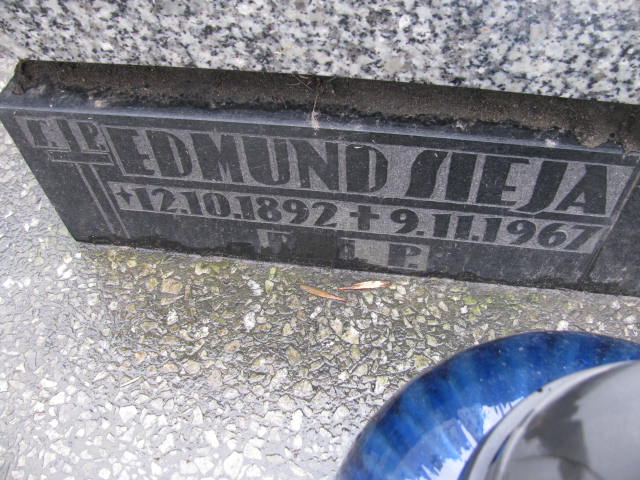 R.I.P.
EDMUND SIEJA
*12.10.1892 + 9.11.1967
A P.